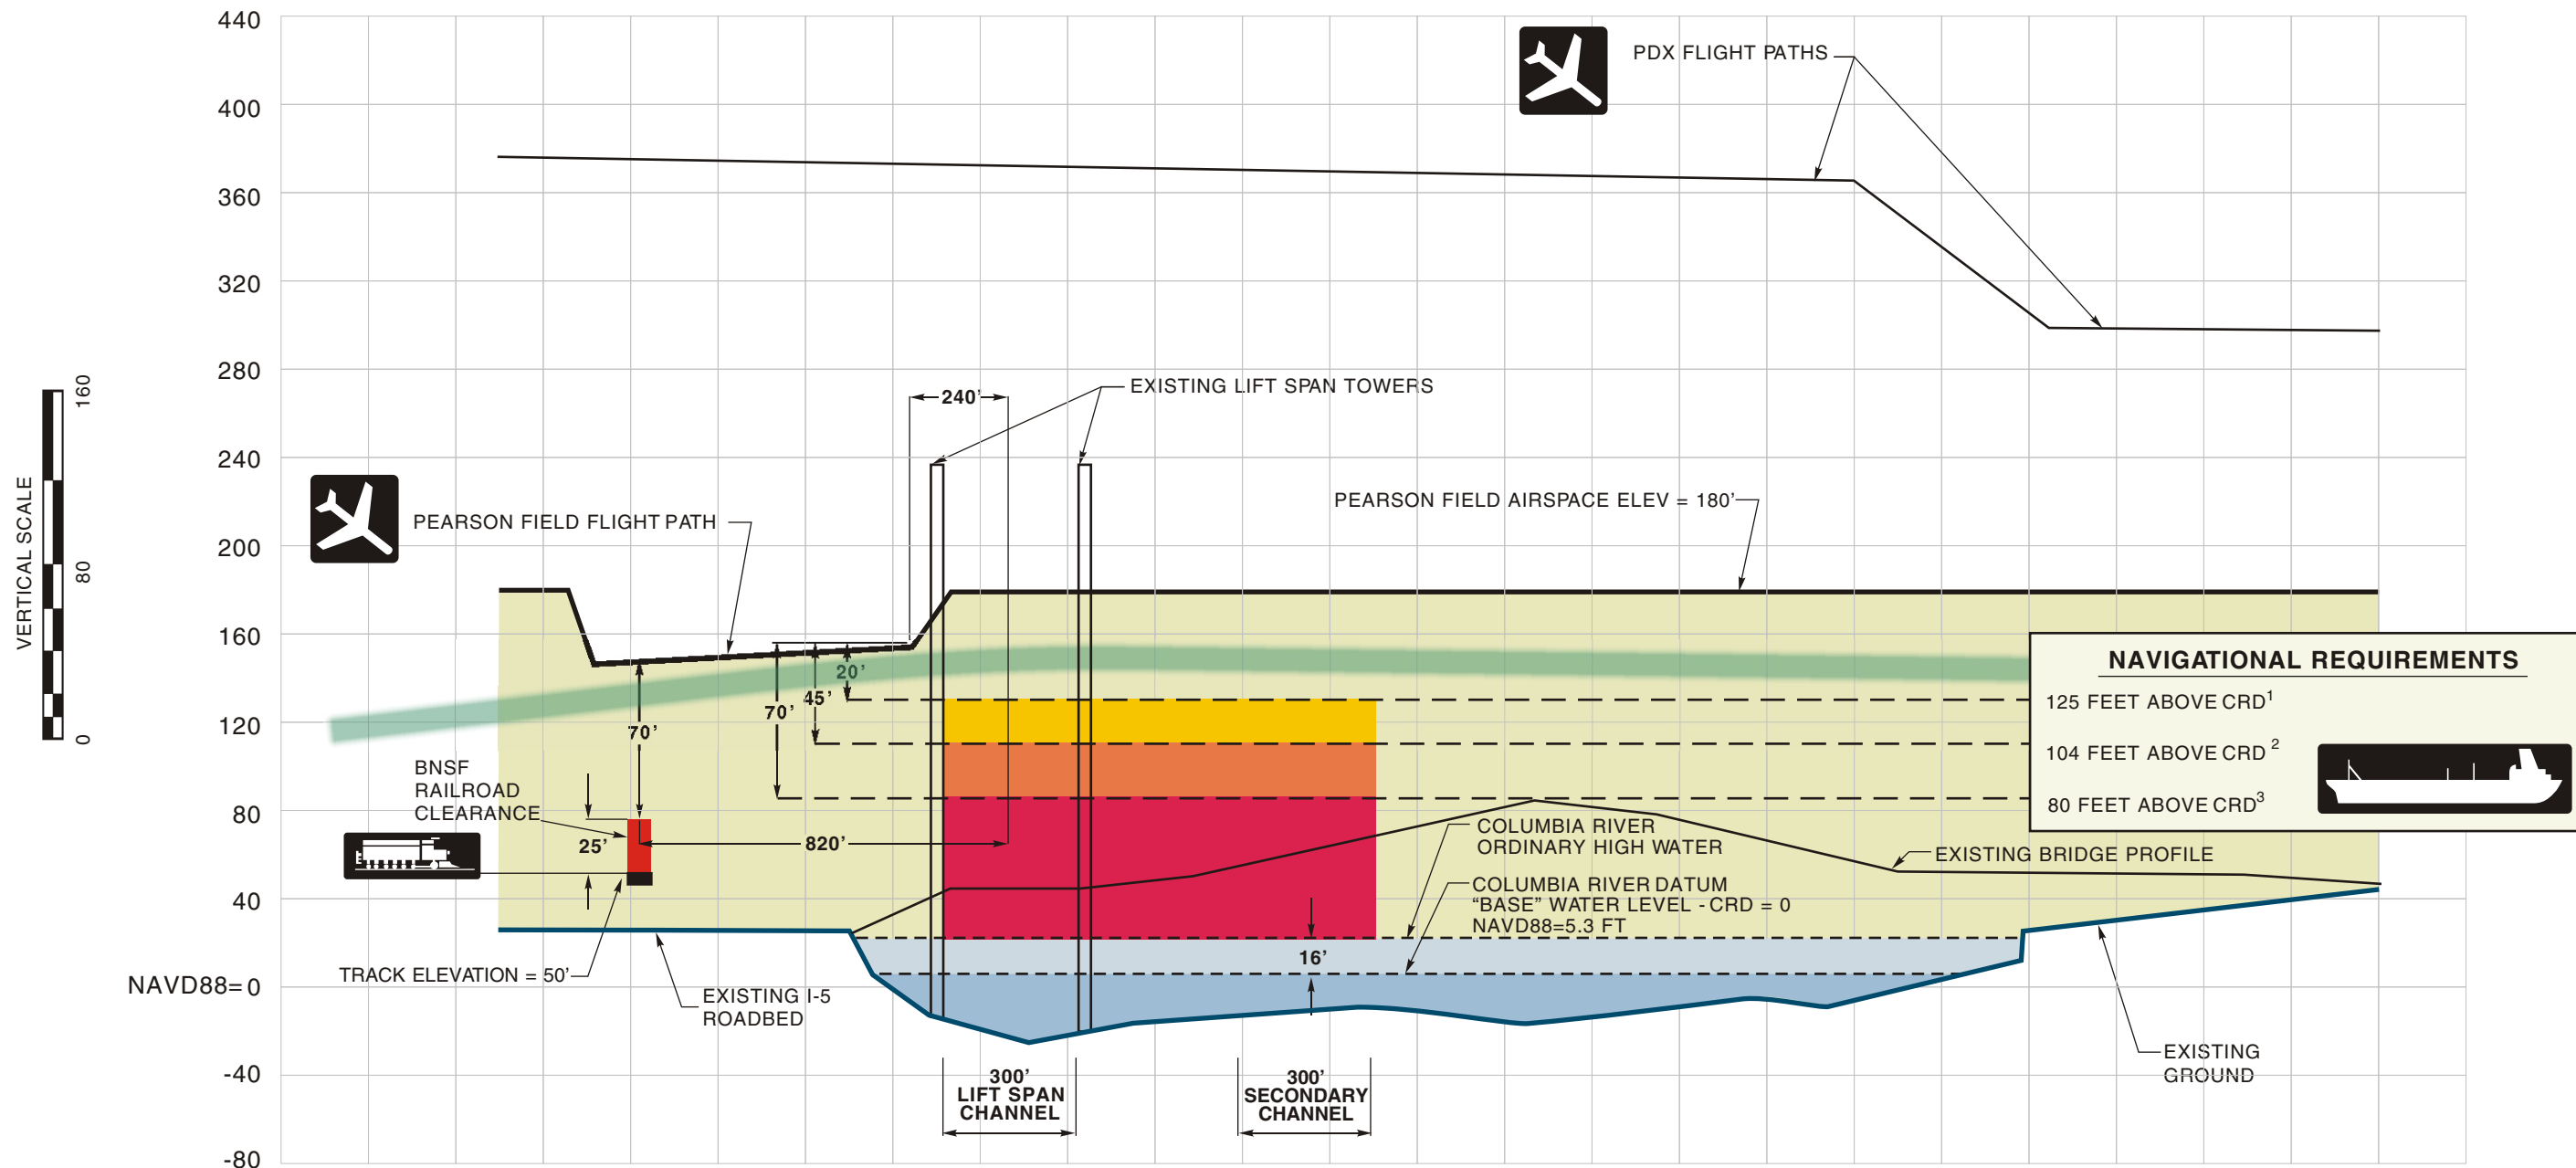 440
400
360
320
280
240
200
160
120
80
40
NAVD88=0
-40
-80
VERTICAL SCALE
160
80
0
PDX FLIGHT PATHS
EXISTING LIFT SPAN TOWERS
240'
PEARSON FIELD FLIGHT PATH
PEARSON FIELD AIRSPACE ELEV = 180'
20'
45'
70'
70'
BNSF
RAILROAD
CLEARANCE
25'
820'
TRACK ELEVATION = 50'
EXISTING I-5
ROADBED
NAVIGATIONAL REQUIREMENTS
125 FEET ABOVE CRD1
104 FEET ABOVE CRD 2
80 FEET ABOVE CRD3
COLUMBIA RIVER
ORDINARY HIGH WATER
EXISTING BRIDGE PROFILE
COLUMBIA RIVER DATUM
“BASE” WATER LEVEL - CRD = 0
NAVD88=5.3 FT
16'
EXISTING
GROUND
300'
LIFT SPAN
CHANNEL
300'
SECONDARY
CHANNEL